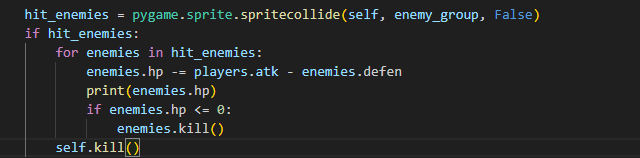 hit_enemies = pygame.sprite.spritecollide(self, enemy_group, False)
if hit_enemies:
    for enemies in hit_enemies:
        enemies.hp -= players.atk - enemies.defen
        print(enemies.hp)
        if enemies.hp <= 0:
            enemies.kill()
    self.kill()